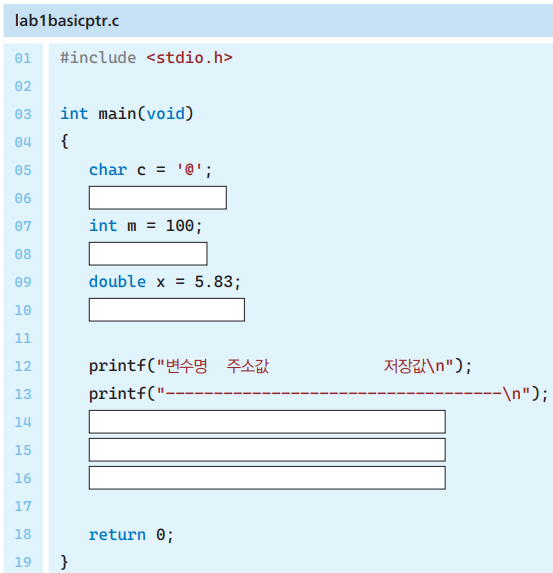 lab1basicptr.c
01 #include <stdio.h>
02
03 int main(void)
04 {
05 char c = '@';
06
07 int m = 100;
08
09 double x = 5.83;
10
11
12 printf("변수명  주소값            저장값\n");
13 printf("-----------------------------------\n");
14
15
16
17
18 return 0;
19 }